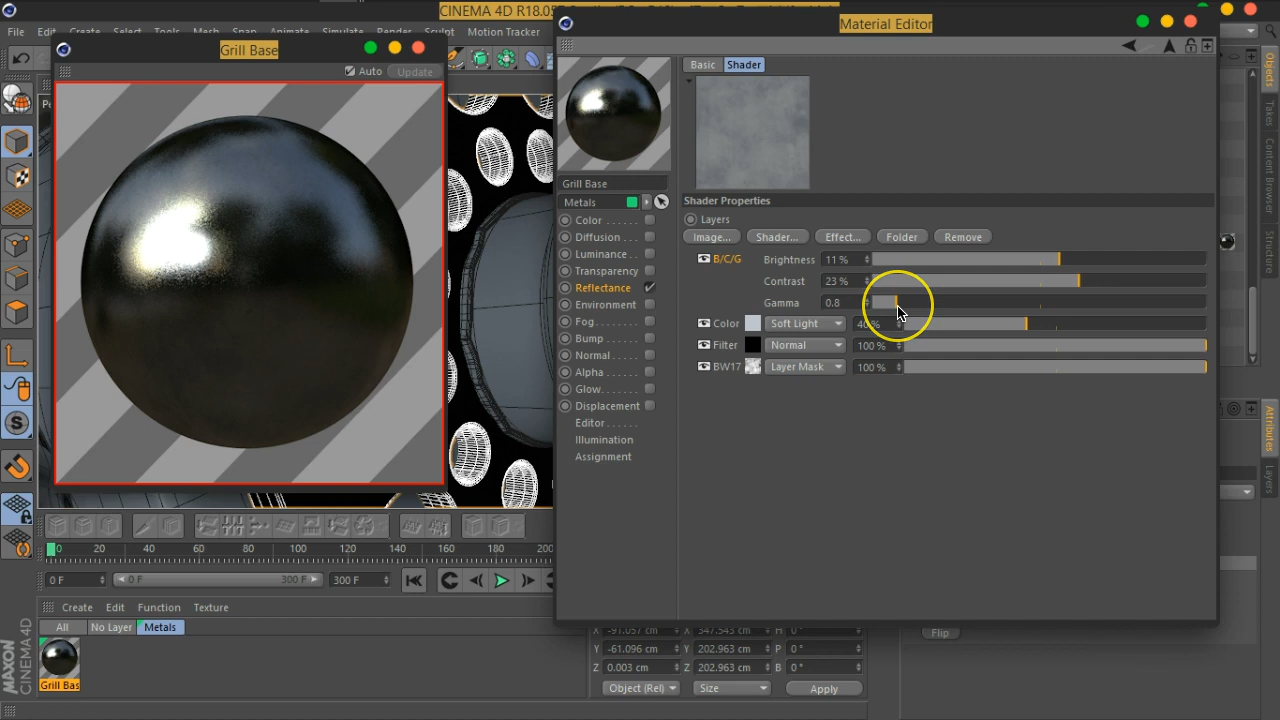 CINEMA 4D R18.05
Material Editor
File Edit Create Select Tools Mesh Snap Animate Simulate Render Sculpt Motion Tracker
Grill Base
Auto Update
Basic Shader
Grill Base
Metals
Color
Diffusion
Luminance
Transparency
Reflectance
Environment
Fog
Bump
Normal
Alpha
Glow
Displacement
Editor
Illumination
Assignment
Shader Properties
Layers
Image... Shader... Effect... Folder Remove
B/C/G Brightness 11 %
Contrast 23 %
Gamma 0.8
Color Soft Light 40 %
Filter Normal 100 %
BW17 Layer Mask 100 %
Objects
Takes
Content Browser
Structure
Attributes
Layers
0 20 40 60 80 100 120 140 160 180 200
0 F 0 F 300 F 300 F
Create Edit Function Texture
All No Layer Metals
Grill Bas
X -91.057 cm X 347.543 cm H 0 °
Y -61.096 cm Y 202.963 cm P 0 °
Z 0.003 cm Z 202.963 cm B 0 °
Object (Rel) Size Apply
Flip
MAXON
CINEMA 4D